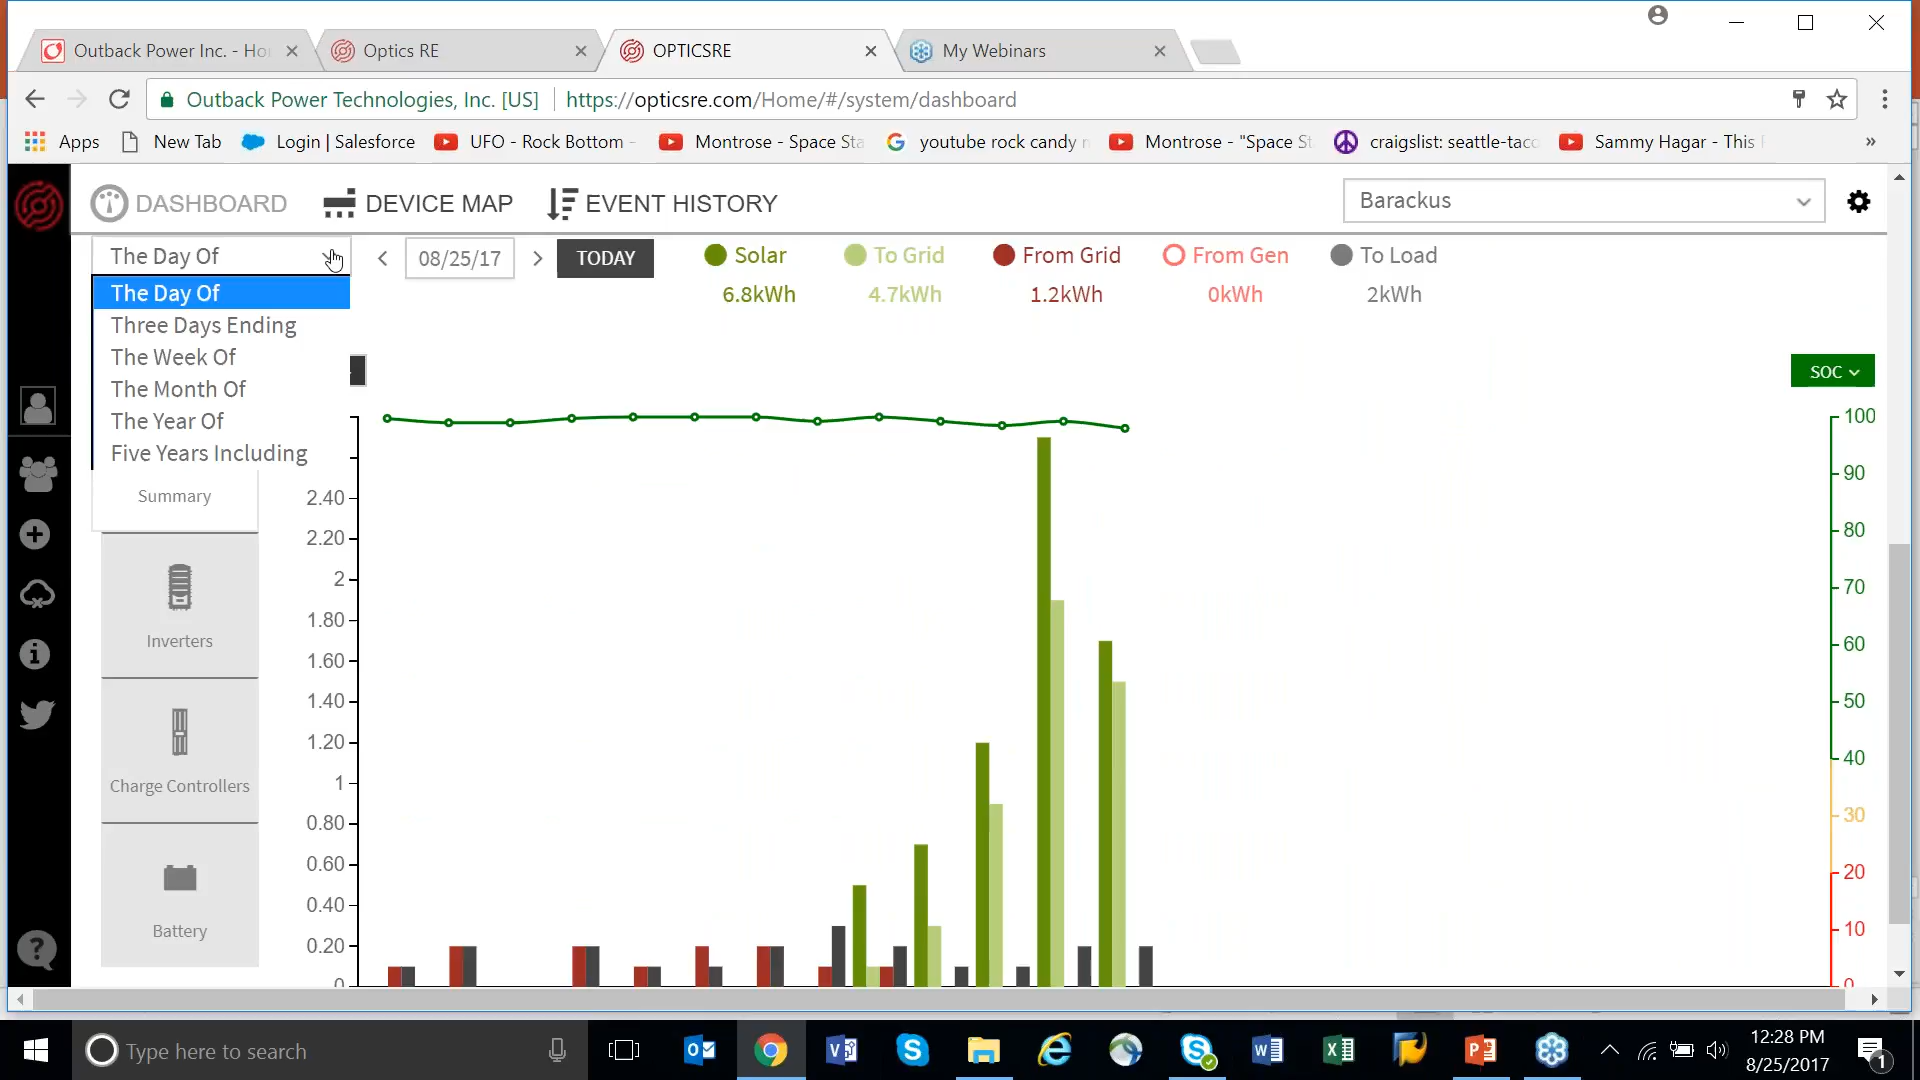 Outback Power Inc. - Ho
Optics RE
OPTICSRE
My Webinars
Outback Power Technologies, Inc. [US]
https://opticsre.com/Home/#/system/dashboard
Apps
New Tab
Login | Salesforce
UFO - Rock Bottom -
Montrose - Space Sta
youtube rock candy
Montrose - "Space St
craigslist: seattle-taco
Sammy Hagar - This
»
DASHBOARD
DEVICE MAP
EVENT HISTORY
Barackus
The Day Of
08/25/17
TODAY
Solar
To Grid
From Grid
From Gen
To Load
6.8kWh
4.7kWh
1.2kWh
0kWh
2kWh
The Day Of
Three Days Ending
The Week Of
The Month Of
The Year Of
Five Years Including
SOC
Summary
Inverters
Charge Controllers
Battery
2.40
2.20
2
1.80
1.60
1.40
1.20
1
0.80
0.60
0.40
0.20
0
100
90
80
70
60
50
40
30
20
10
0
Type here to search
12:28 PM
8/25/2017
1